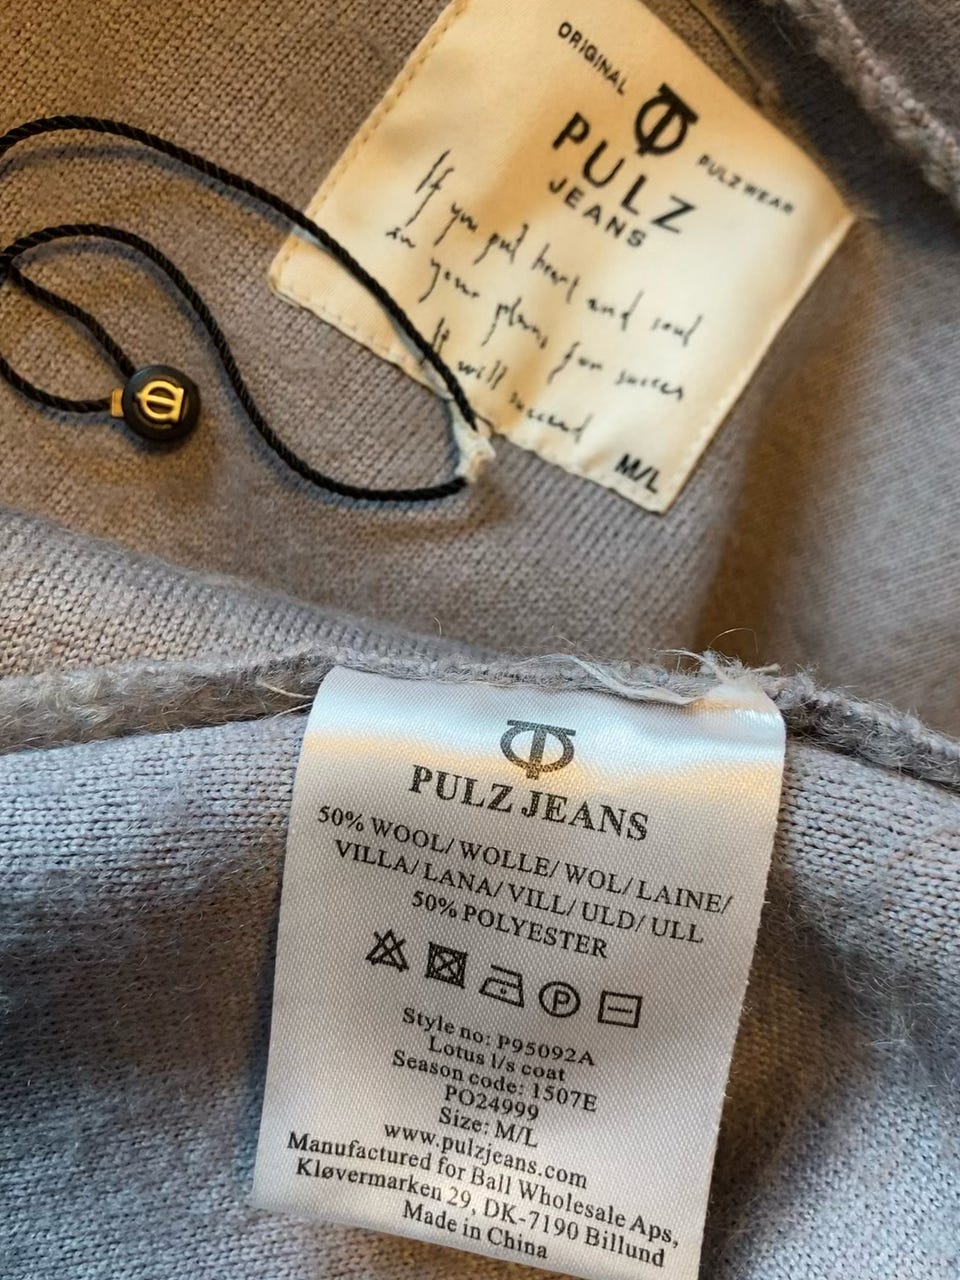 ORIGINAL
PULZWEAR
PULZ
JEANS
If you put heart and soul
in your plans for succes
It will succeed
M/L
PULZ JEANS
50% WOOL/ WOLLE/ WOL/ LAINE/
VILLA/ LANA/ VILL/ ULD/ ULL
50% POLYESTER
P
Style no: P95092A
Lotus l/s coat
Season code: 1507E
PO24999
Size: M/L
www.pulzjeans.com
Manufactured for Ball Wholesale Aps,
Kløvermarken 29, DK-7190 Billund
Made in China